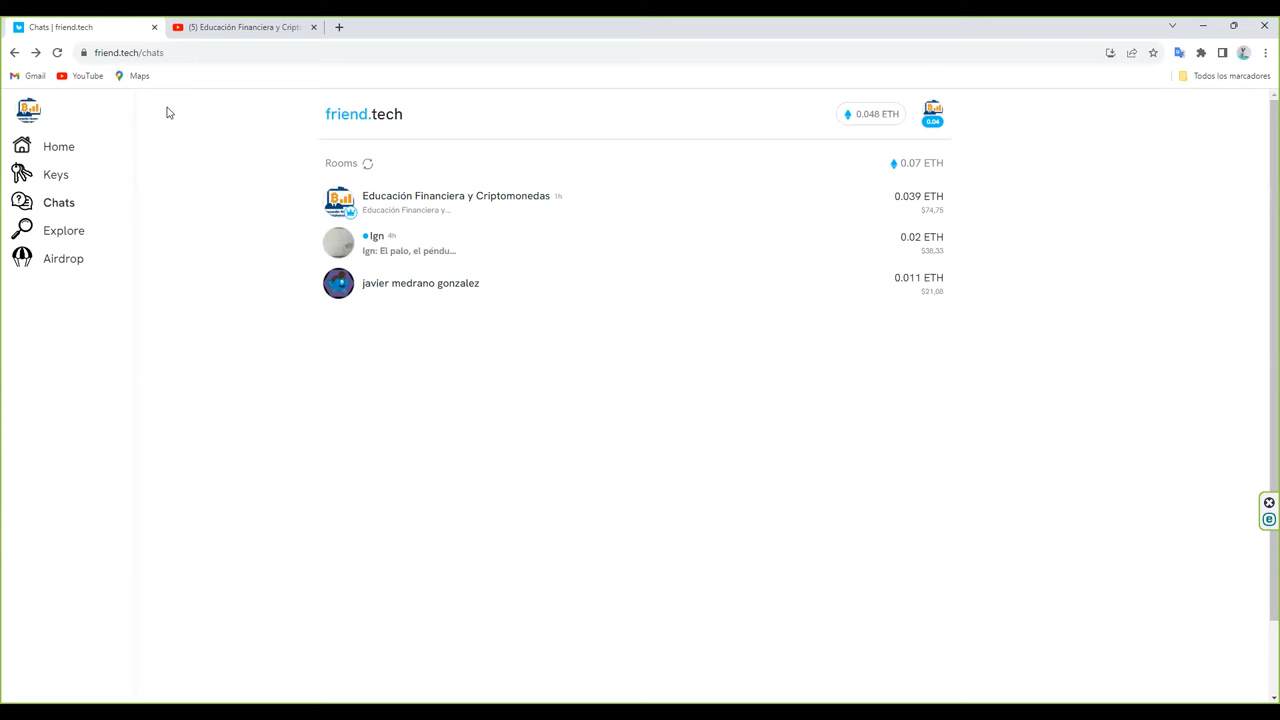 Chats | friend.tech
(5) Educación Financiera y Cripto
friend.tech/chats
Gmail
YouTube
Maps
Todos los marcadores
Home
Keys
Chats
Explore
Airdrop
friend.tech
0.048 ETH
0.04
Rooms
0.07 ETH
Educación Financiera y Criptomonedas 1h
Educación Financiera y...
0.039 ETH
$74,75
Ign 4h
Ign: El palo, el péndu...
0.02 ETH
$38,33
javier medrano gonzalez
0.011 ETH
$21,08